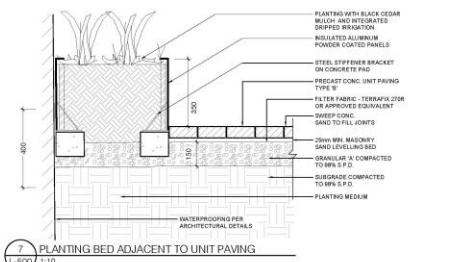 PLANTING WITH BLACK CEDAR
MULCH AND INTEGRATED
DRIPPED IRRIGATION
INSULATED ALUMINUM
POWDER COATED PANELS
STEEL STIFFENER BRACKET
ON CONCRETE PAD
PRECAST CONC. UNIT PAVING
TYPE 'B'
FILTER FABRIC - TERRAFIX 270R
OR APPROVED EQUIVALENT
SWEEP CONC.
SAND TO FILL JOINTS
25mm MIN. MASONRY
SAND LEVELLING BED
GRANULAR 'A' COMPACTED
TO 98% S.P.D.
SUBGRADE COMPACTED
TO 98% S.P.D.
PLANTING MEDIUM
350
400
150
WATERPROOFING PER
ARCHITECTURAL DETAILS
7 PLANTING BED ADJACENT TO UNIT PAVING
L-500 1:10